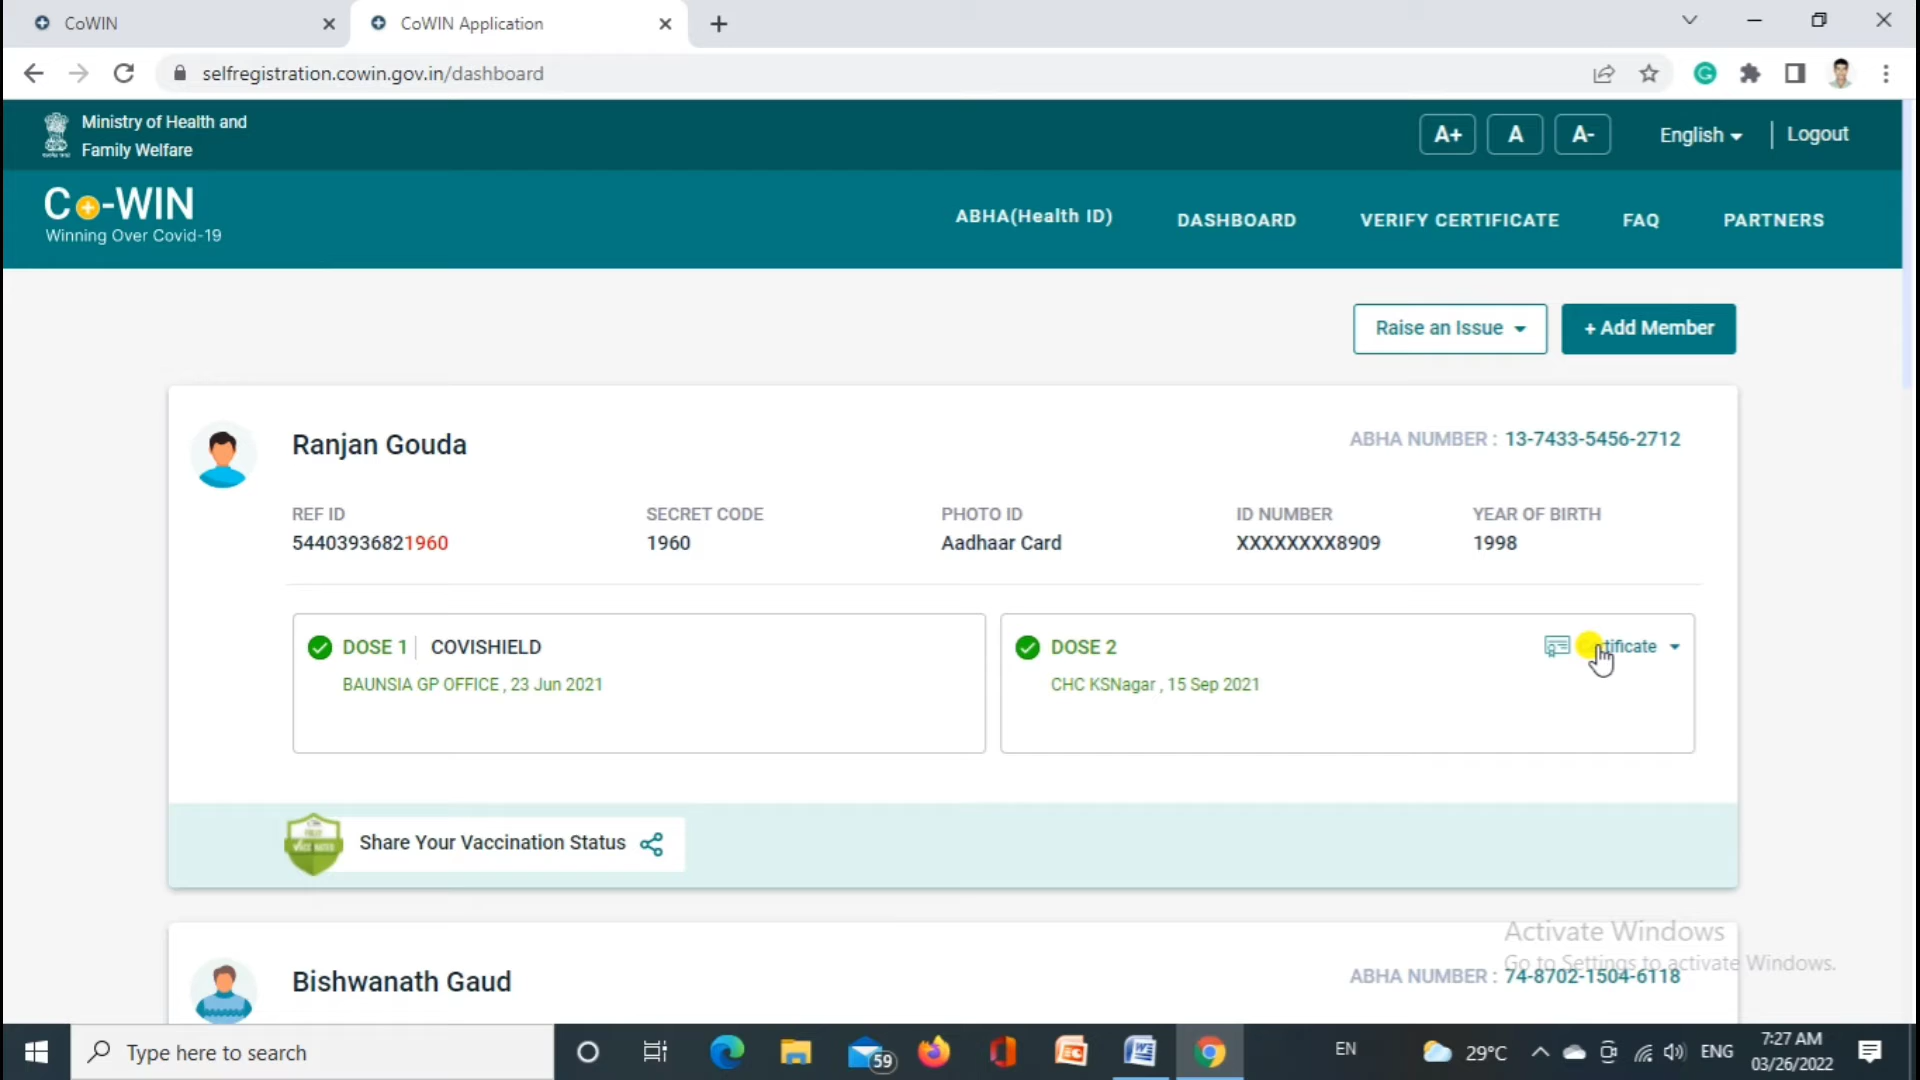 CoWIN
CoWIN Application
selfregistration.cowin.gov.in/dashboard
Ministry of Health and
Family Welfare
A+ A A- English Logout
Co-WIN
Winning Over Covid-19
ABHA(Health ID) DASHBOARD VERIFY CERTIFICATE FAQ PARTNERS
Raise an Issue + Add Member
Ranjan Gouda
ABHA NUMBER : 13-7433-5456-2712
REF ID SECRET CODE PHOTO ID ID NUMBER YEAR OF BIRTH
54403936821960 1960 Aadhaar Card XXXXXXXX8909 1998
DOSE 1 COVISHIELD
BAUNSIA GP OFFICE , 23 Jun 2021
DOSE 2
CHC KSNagar , 15 Sep 2021
Share Your Vaccination Status
Activate Windows
Go to Settings to activate Windows.
Bishwanath Gaud
ABHA NUMBER : 74-8702-1504-6118
Type here to search
59
EN
29°C
ENG
7:27 AM
03/26/2022